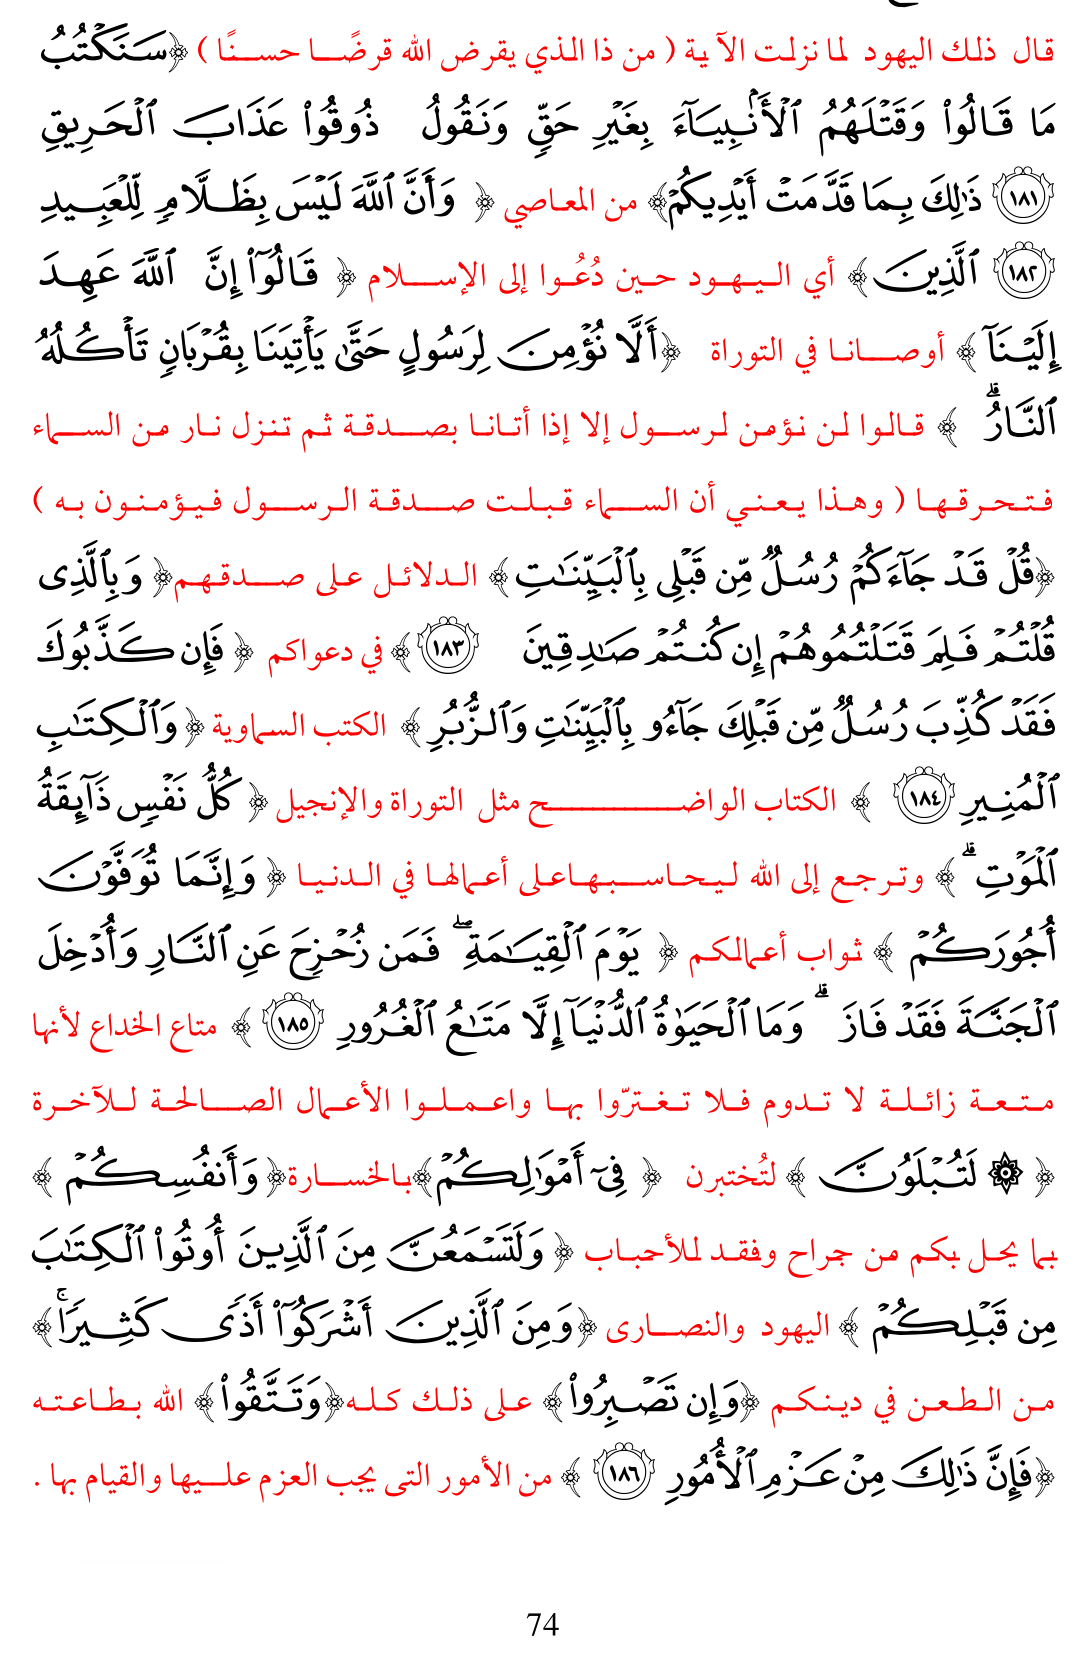 قال ذلك اليهود لما نزلت الآية ( من ذا الذي يقرض الله قرضًا حسنًا ) ﴿سَنَكْتُبُ
مَا قَالُوا۟ وَقَتْلَهُمُ ٱلْأَنۢبِيَآءَ بِغَيْرِ حَقٍّ وَنَقُولُ ذُوقُوا۟ عَذَابَ ٱلْحَرِيقِ
١٨١ ذَٰلِكَ بِمَا قَدَّمَتْ أَيْدِيكُمْ﴾ من المعاصي ﴿ وَأَنَّ ٱللَّهَ لَيْسَ بِظَلَّامٍ لِّلْعَبِيدِ
١٨٢ ٱلَّذِينَ ﴾ أي اليهود حين دُعُوا إلى الإسلام ﴿ قَالُوٓا۟ إِنَّ ٱللَّهَ عَهِدَ
إِلَيْنَآ ﴾ أوصانا في التوراة ﴿أَلَّا نُؤْمِنَ لِرَسُولٍ حَتَّىٰ يَأْتِيَنَا بِقُرْبَانٍ تَأْكُلُهُ
ٱلنَّارُ ۗ ﴾ قالوا لن نؤمن لرسول إلا إذا أتانا بصدقة ثم تنزل نار من السماء
فتحرقها ( وهذا يعني أن السماء قبلت صدقة الرسول فيؤمنون به )
﴿قُلْ قَدْ جَآءَكُمْ رُسُلٌ مِّن قَبْلِى بِٱلْبَيِّنَٰتِ ﴾ الدلائل على صدقهم﴿ وَبِٱلَّذِى
قُلْتُمْ فَلِمَ قَتَلْتُمُوهُمْ إِن كُنتُمْ صَٰدِقِينَ ١٨٣ ﴾ في دعواكم ﴿ فَإِن كَذَّبُوكَ
فَقَدْ كُذِّبَ رُسُلٌ مِّن قَبْلِكَ جَآءُو بِٱلْبَيِّنَٰتِ وَٱلزُّبُرِ ﴾ الكتب السماوية ﴿وَٱلْكِتَٰبِ
ٱلْمُنِيرِ ١٨٤ ﴾ الكتاب الواضح مثل التوراة والإنجيل ﴿ كُلُّ نَفْسٍ ذَآئِقَةُ
ٱلْمَوْتِ ۗ ﴾ وترجع إلى الله ليحاسبهاعلى أعمالها في الدنيا ﴿ وَإِنَّمَا تُوَفَّوْنَ
أُجُورَكُمْ ﴾ ثواب أعمالكم ﴿ يَوْمَ ٱلْقِيَٰمَةِ ۖ فَمَن زُحْزِحَ عَنِ ٱلنَّارِ وَأُدْخِلَ
ٱلْجَنَّةَ فَقَدْ فَازَ ۗ وَمَا ٱلْحَيَوٰةُ ٱلدُّنْيَآ إِلَّا مَتَٰعُ ٱلْغُرُورِ ١٨٥ ﴾ متاع الخداع لأنها
متعة زائلة لا تدوم فلا تغترّوا بها واعملوا الأعمال الصالحة للآخرة
﴿ ۞ لَتُبْلَوُنَّ ﴾ لتُختبرن ﴿ فِىٓ أَمْوَٰلِكُمْ﴾بالخسارة﴿ وَأَنفُسِكُمْ ﴾
بما يحل بكم من جراح وفقد للأحباب ﴿ وَلَتَسْمَعُنَّ مِنَ ٱلَّذِينَ أُوتُوا۟ ٱلْكِتَٰبَ
مِن قَبْلِكُمْ ﴾ اليهود والنصارى ﴿وَمِنَ ٱلَّذِينَ أَشْرَكُوٓا۟ أَذًى كَثِيرًا ۚ﴾
من الطعن في دينكم ﴿وَإِن تَصْبِرُوا۟ ﴾ على ذلك كله﴿وَتَتَّقُوا۟ ﴾ الله بطاعته
﴿فَإِنَّ ذَٰلِكَ مِنْ عَزْمِ ٱلْأُمُورِ ١٨٦ ﴾ من الأمور التى يجب العزم عليها والقيام بها .
74